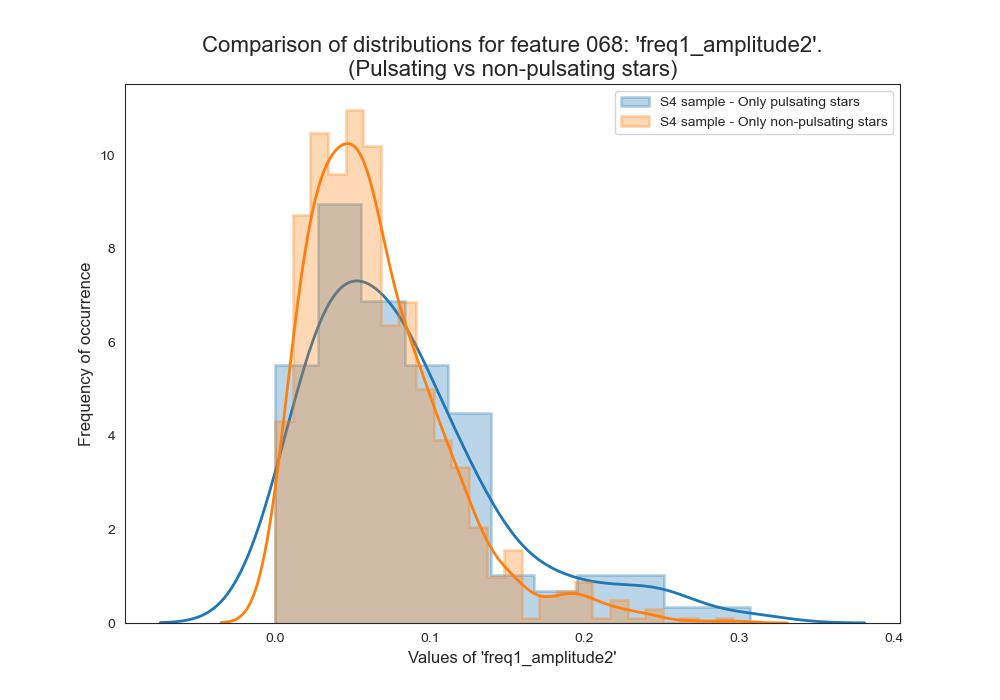 Comparison of distributions for feature 068: 'freq1_amplitude2'.
(Pulsating vs non-pulsating stars)
S4 sample - Only pulsating stars
S4 sample - Only non-pulsating stars
Frequency of occurrence
10
8
6
4
2
0
0.0 0.1 0.2 0.3 0.4
Values of 'freq1_amplitude2'